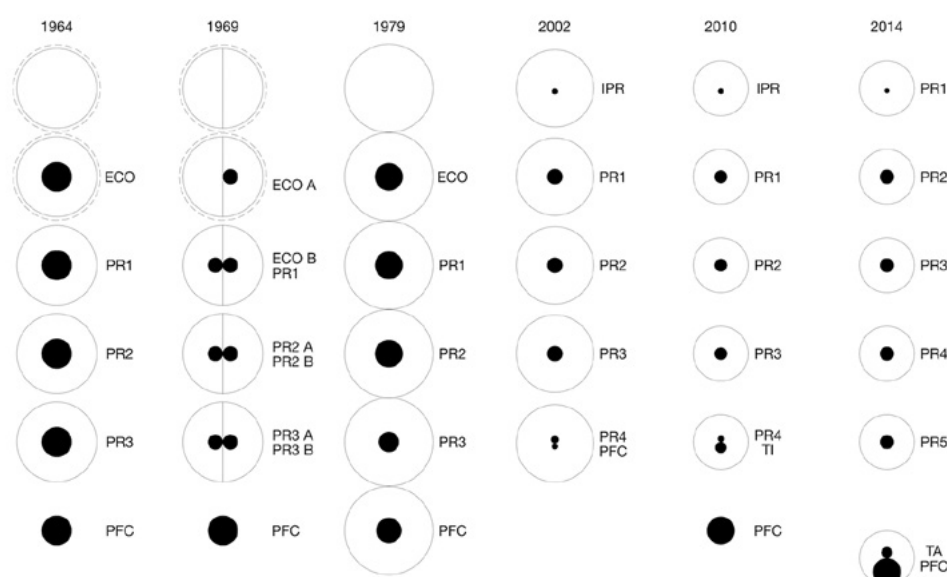 1964 1969 1979 2002 2010 2014
IPR IPR PR1
ECO ECO A ECO PR1 PR1 PR2
PR1 ECO B PR1 PR2 PR2 PR3
PR1
PR2 PR2 A PR2 PR3 PR3 PR4
PR2 B
PR3 PR3 A PR3 PR4 PR4 PR5
PR3 B PFC TI
PFC PFC PFC PFC TA
PFC